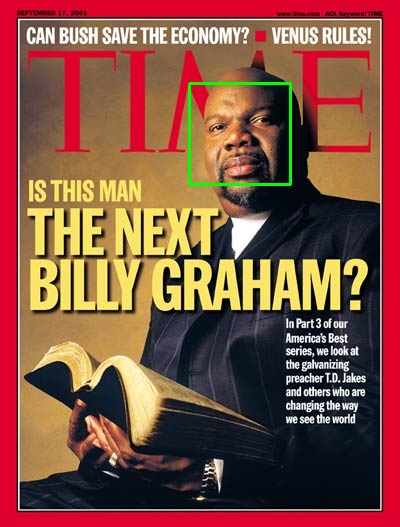 SEPTEMBER 17, 2001
www.time.com AOL Keyword: TIME
CAN BUSH SAVE THE ECONOMY? • VENUS RULES!
TIME
IS THIS MAN
THE NEXT
BILLY GRAHAM?
In Part 3 of our
America's Best
series, we look at
the galvanizing
preacher T.D. Jakes
and others who are
changing the way
we see the world